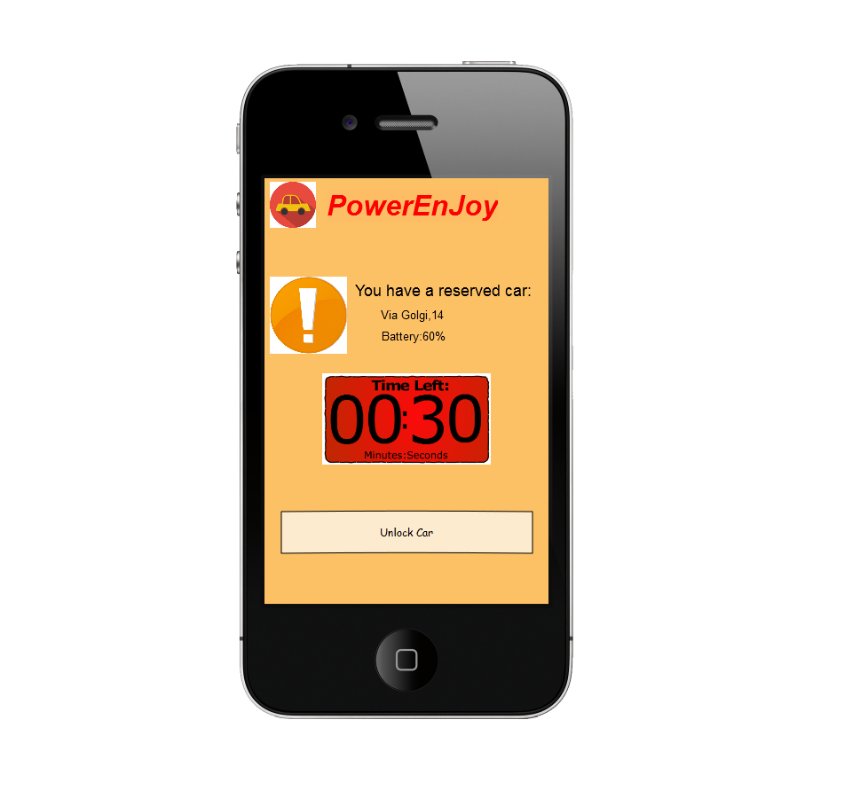 PowerEnJoy
You have a reserved car:
Via Golgi,14
Battery:60%
Time Left:
00:30
Minutes:Seconds
Unlock Car